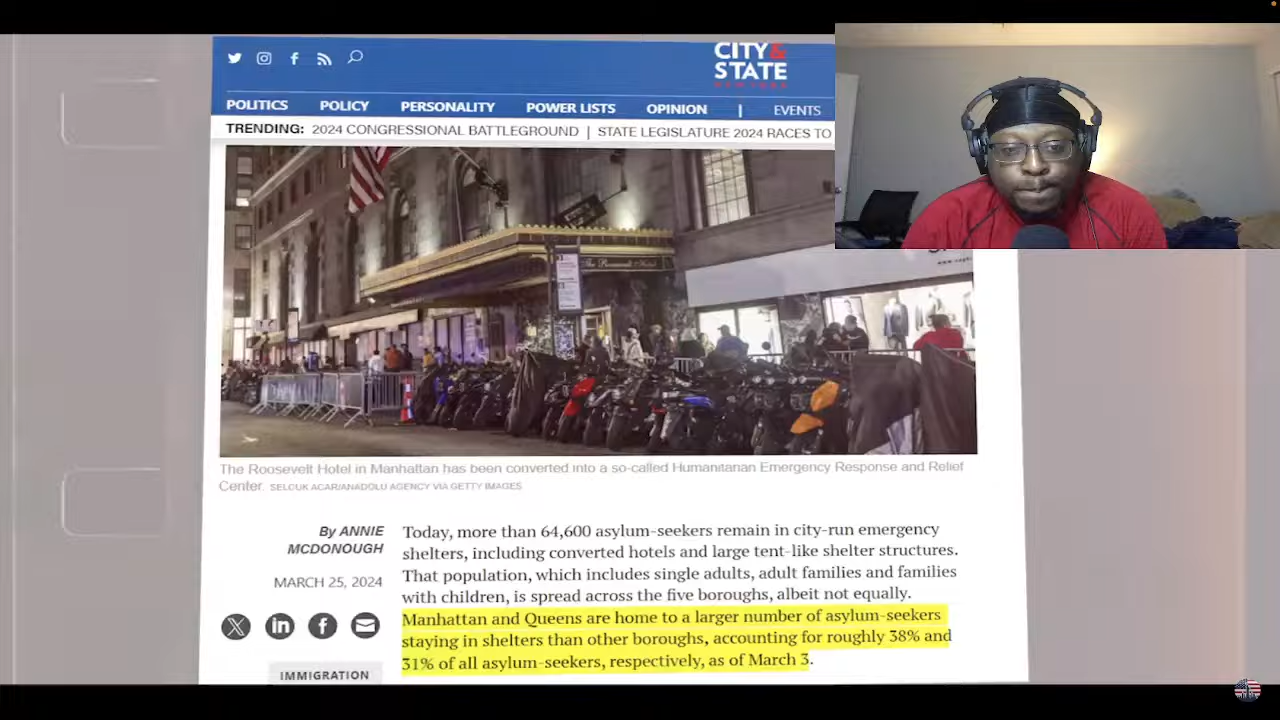 CITY&
STATE
NEW YORK
POLITICS POLICY PERSONALITY POWER LISTS OPINION | EVENTS
TRENDING: 2024 CONGRESSIONAL BATTLEGROUND | STATE LEGISLATURE 2024 RACES TO
The Roosevelt Hotel
The Roosevelt Hotel in Manhattan has been converted into a so-called Humanitarian Emergency Response and Relief
Center. SELCUK ACAR/ANADOLU AGENCY VIA GETTY IMAGES
By ANNIE
MCDONOUGH
MARCH 25, 2024
IMMIGRATION
Today, more than 64,600 asylum-seekers remain in city-run emergency
shelters, including converted hotels and large tent-like shelter structures.
That population, which includes single adults, adult families and families
with children, is spread across the five boroughs, albeit not equally.
Manhattan and Queens are home to a larger number of asylum-seekers
staying in shelters than other boroughs, accounting for roughly 38% and
31% of all asylum-seekers, respectively, as of March 3.